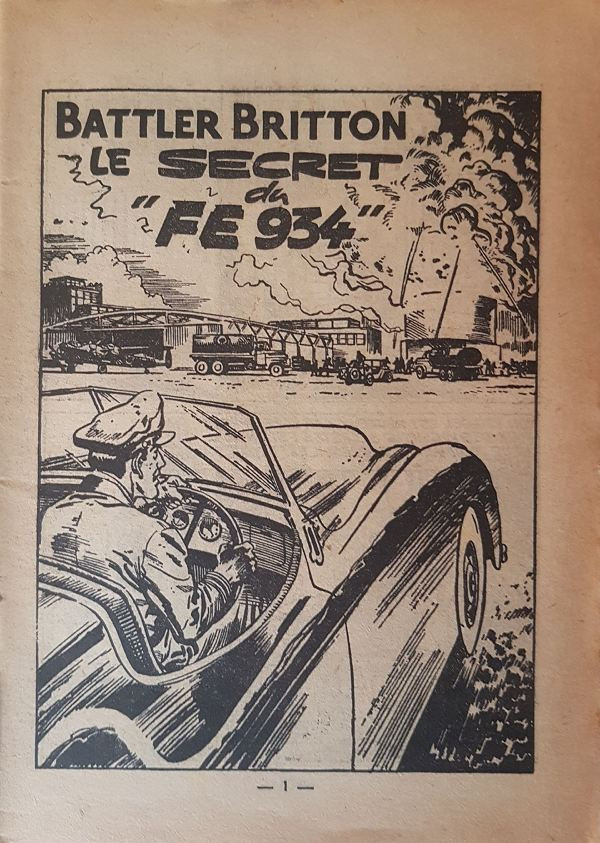 BATTLER BRITTON
LE SECRET
du
"FE 934"
— 1 —